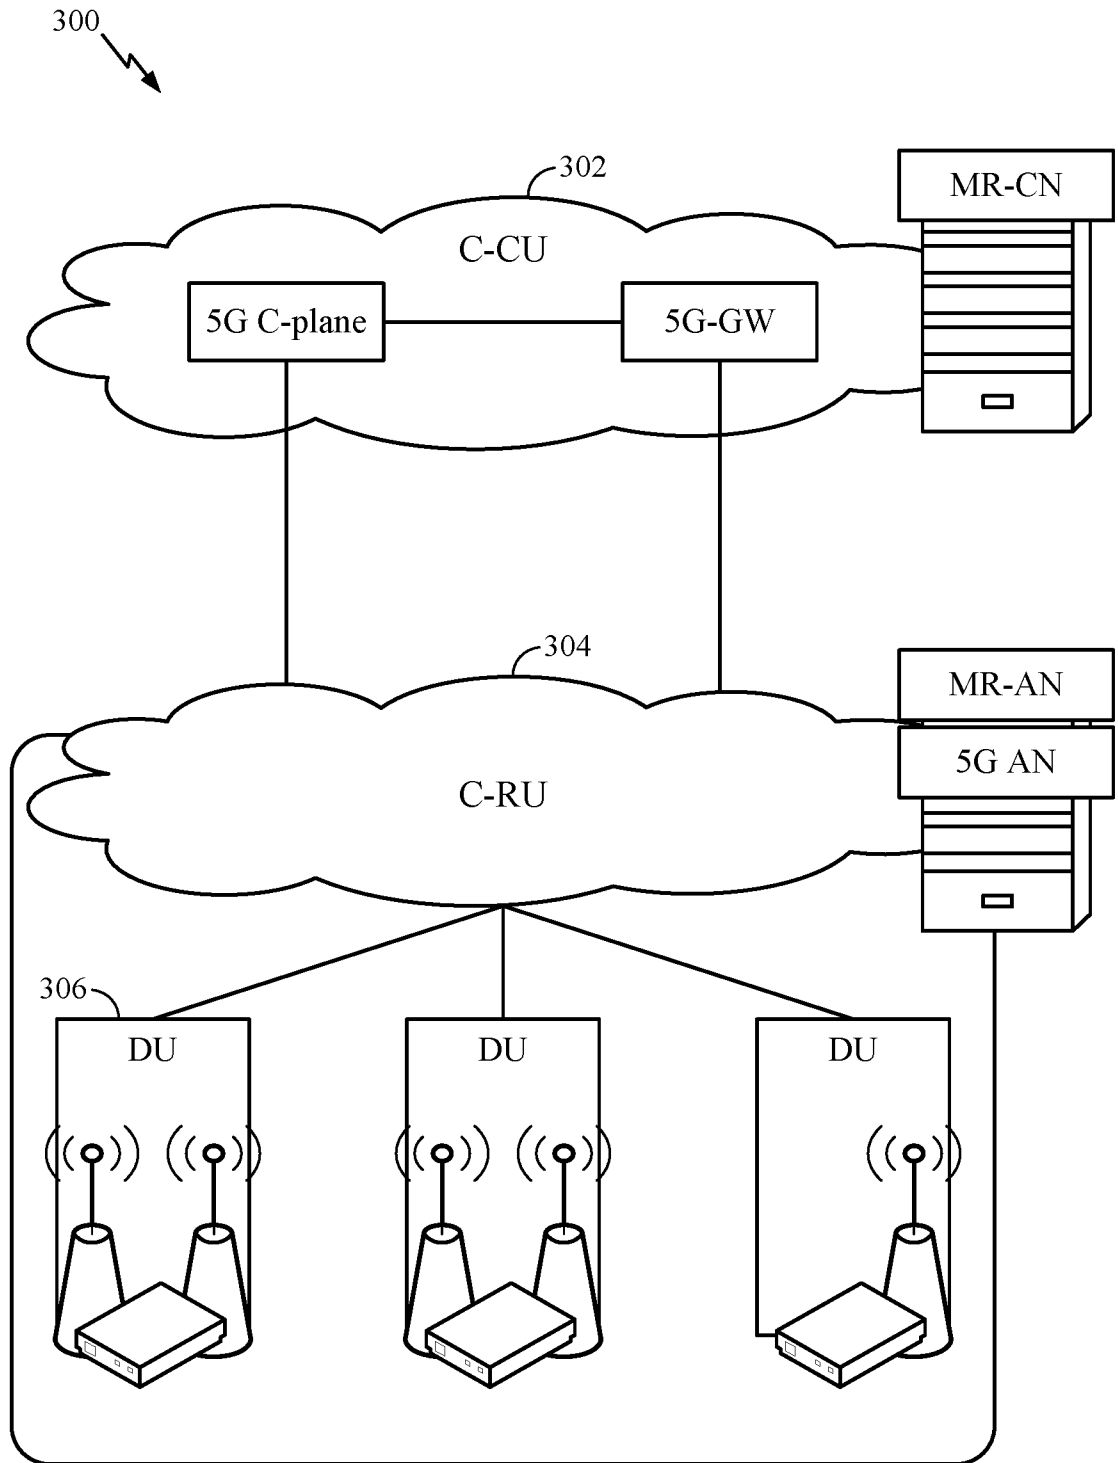 300
302
MR-CN
C-CU
5G C-plane
5G-GW
304
MR-AN
5G AN
C-RU
306
DU
DU
DU